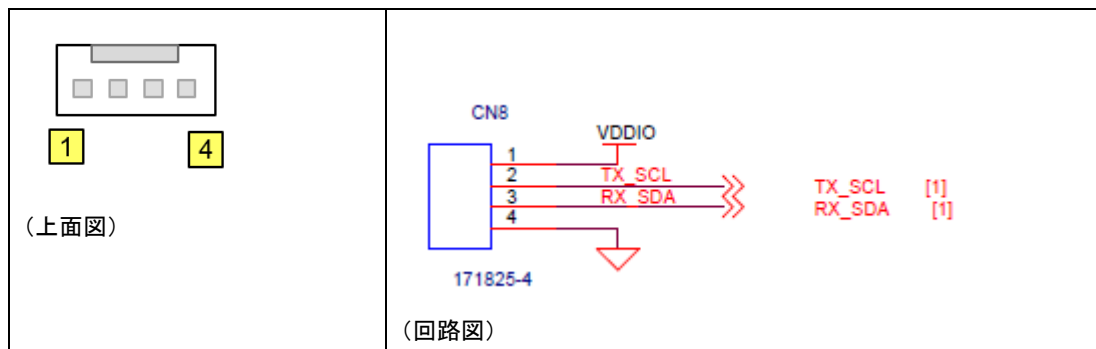 1
4
（上面図）
CN8
VDDIO
1
2
3
4
TX_SCL
RX_SDA
TX_SCL [1]
RX_SDA [1]
171825-4
（回路図）